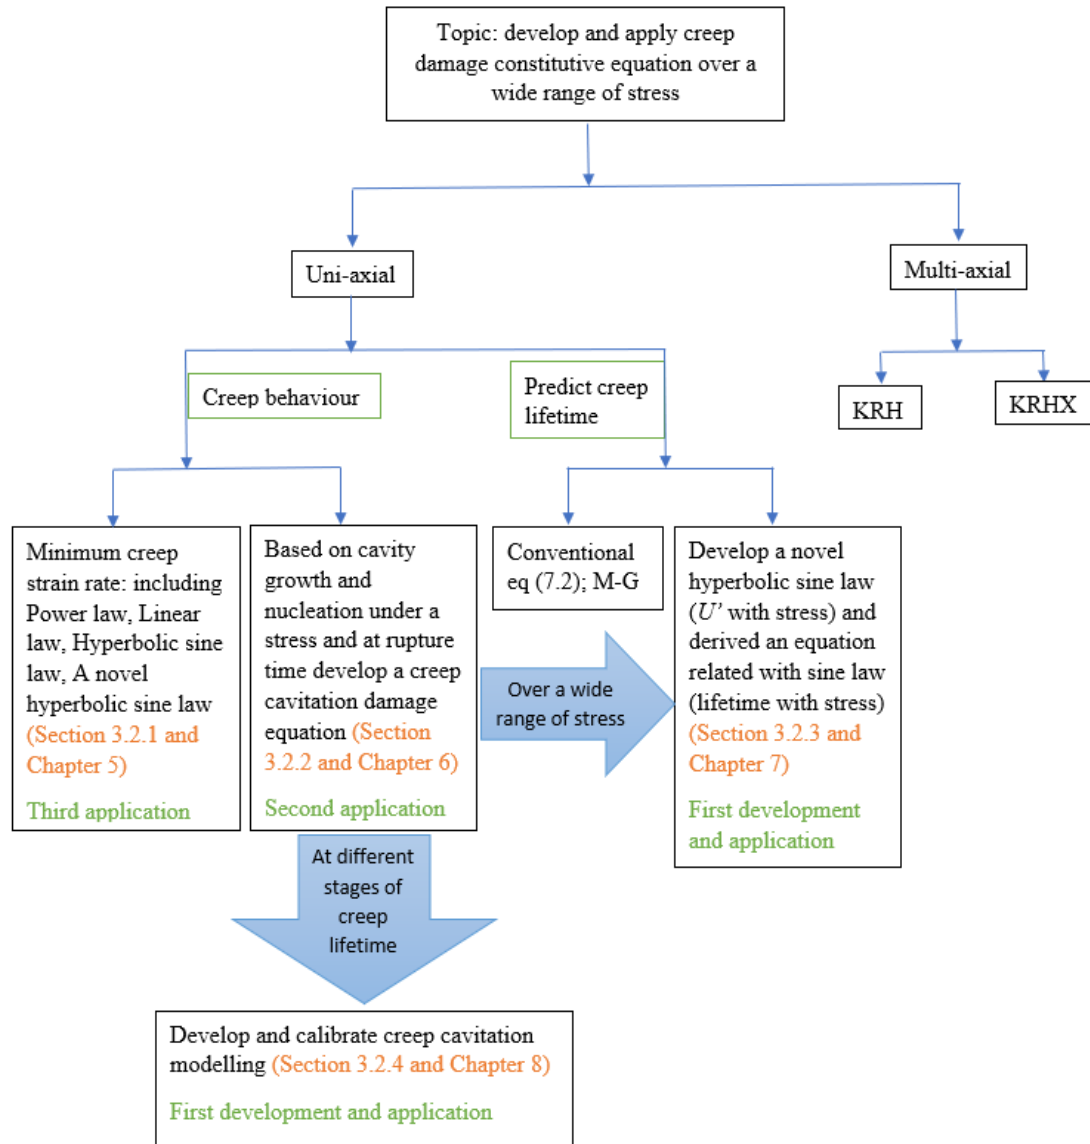 Topic: develop and apply creep
damage constitutive equation over a
wide range of stress
Uni-axial
Multi-axial
Creep behaviour
Predict creep
lifetime
KRH
KRHX
Minimum creep
strain rate: including
Power law, Linear
law, Hyperbolic sine
law, A novel
hyperbolic sine law
(Section 3.2.1 and
Chapter 5)
Third application
Based on cavity
growth and
nucleation under a
stress and at rupture
time develop a creep
cavitation damage
equation (Section
3.2.2 and Chapter 6)
Second application
Conventional
eq (7.2); M-G
Over a wide
range of stress
Develop a novel
hyperbolic sine law
(U' with stress) and
derived an equation
related with sine law
(lifetime with stress)
(Section 3.2.3 and
Chapter 7)
First development
and application
At different
stages of
creep
lifetime
Develop and calibrate creep cavitation
modelling (Section 3.2.4 and Chapter 8)
First development and application